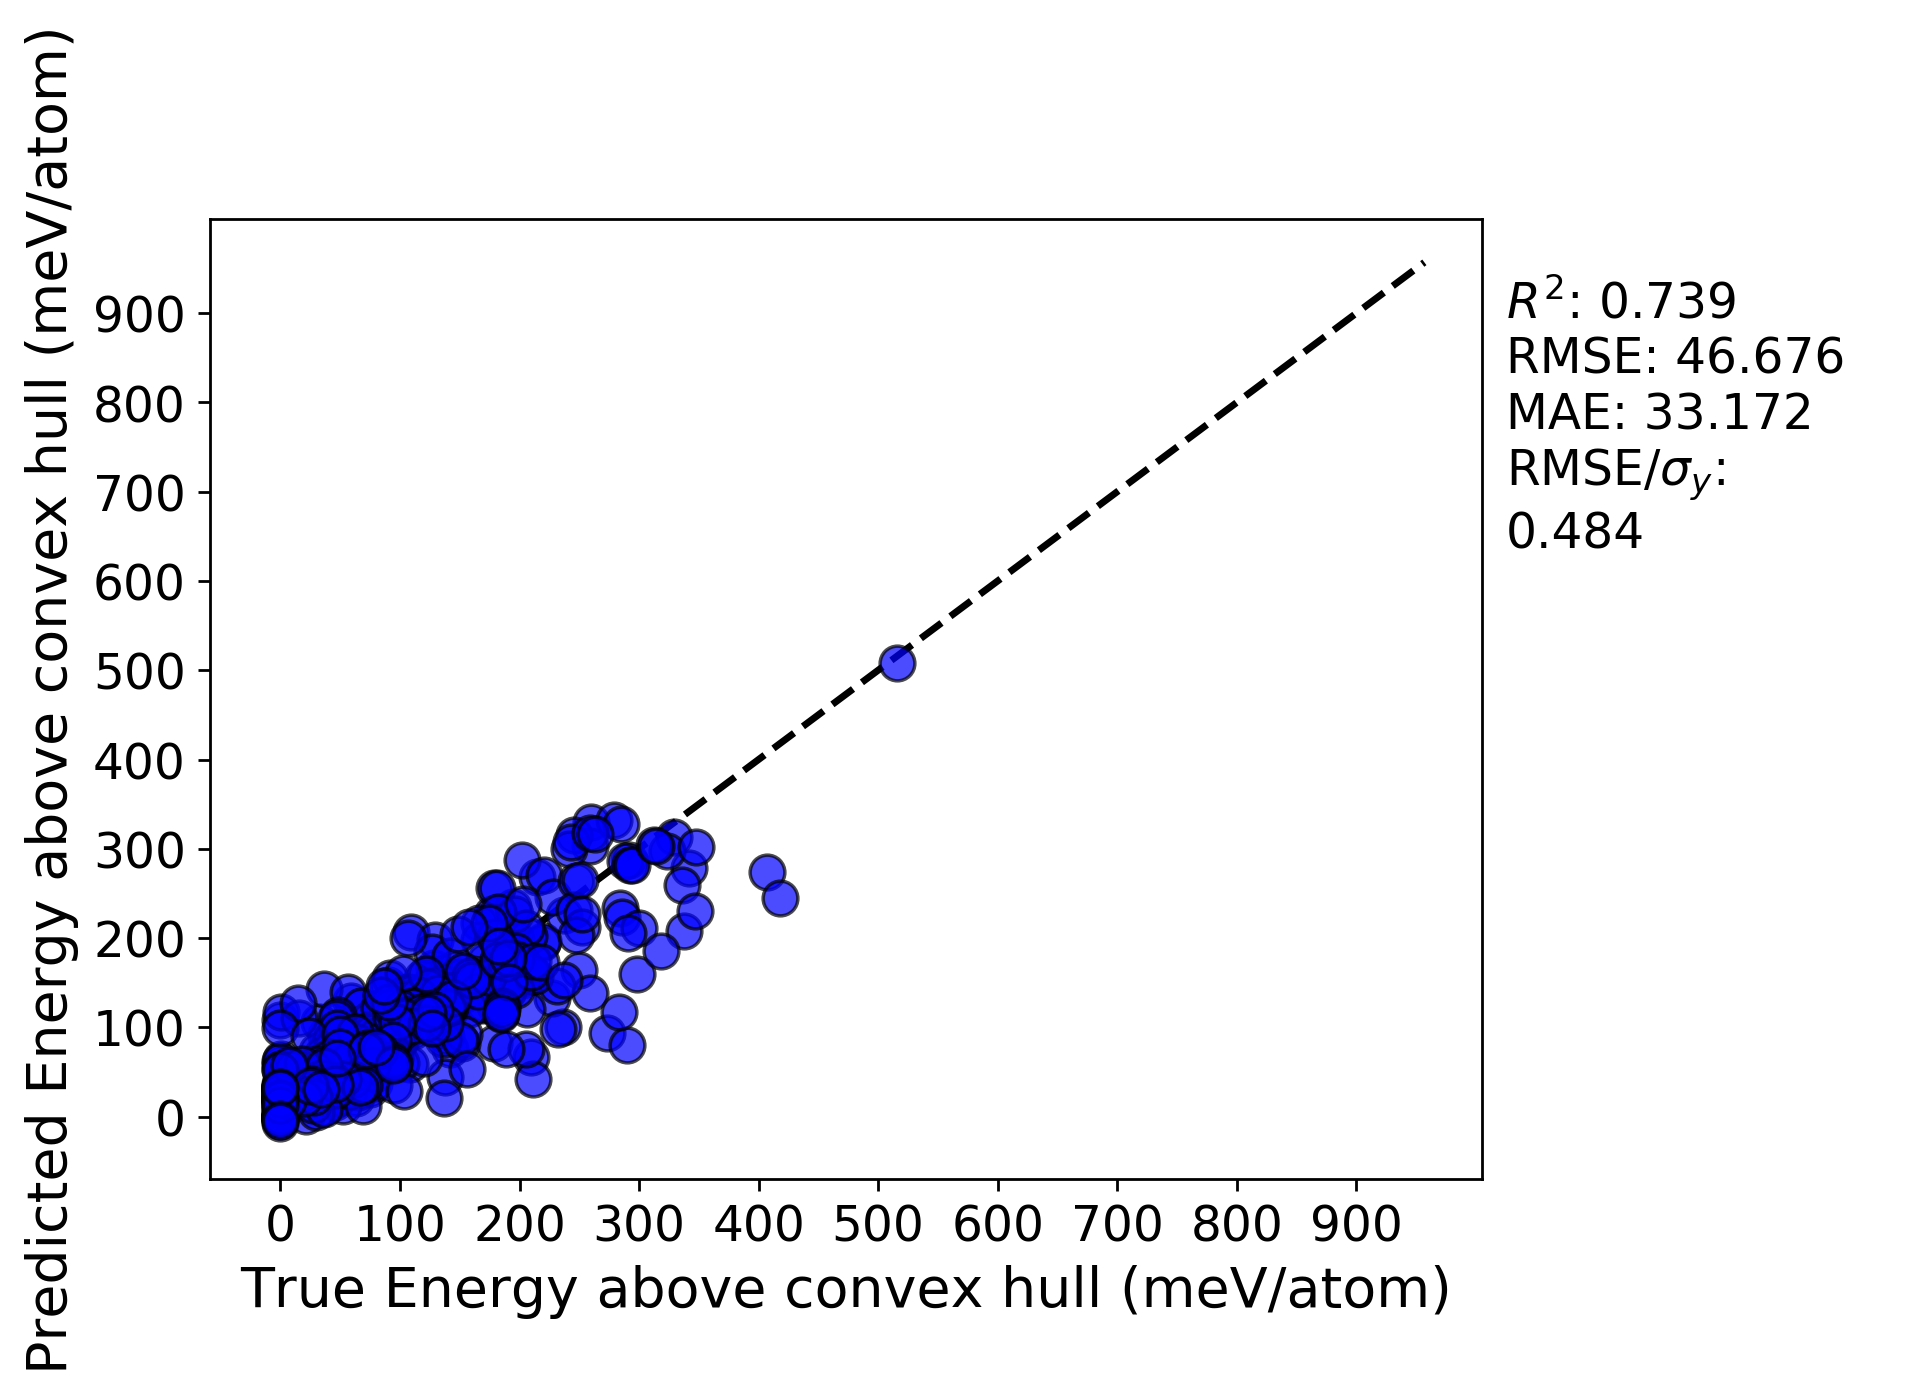 Predicted Energy above convex hull (meV/atom)
900
800
700
600
500
400
300
200
100
0
0 100 200 300 400 500 600 700 800 900
True Energy above convex hull (meV/atom)
R²: 0.739
RMSE: 46.676
MAE: 33.172
RMSE/σ_y:
0.484